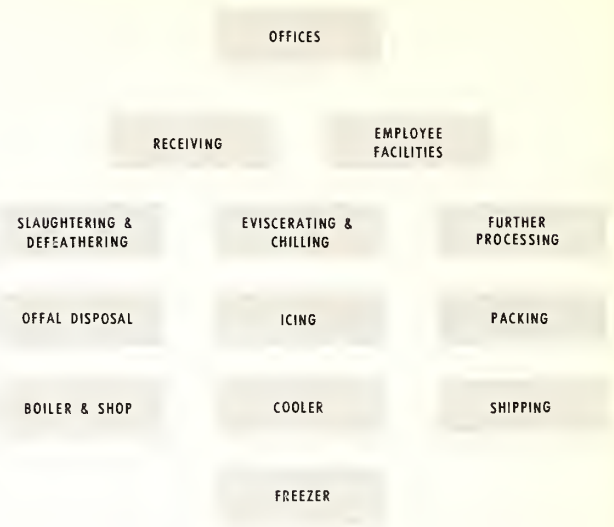 OFFICES
RECEIVING
EMPLOYEE
FACILITIES
SLAUGHTERING &
DEFEATHERING
EVISCERATING &
CHILLING
FURTHER
PROCESSING
OFFAL DISPOSAL
ICING
PACKING
BOILER & SHOP
COOLER
SHIPPING
FREEZER